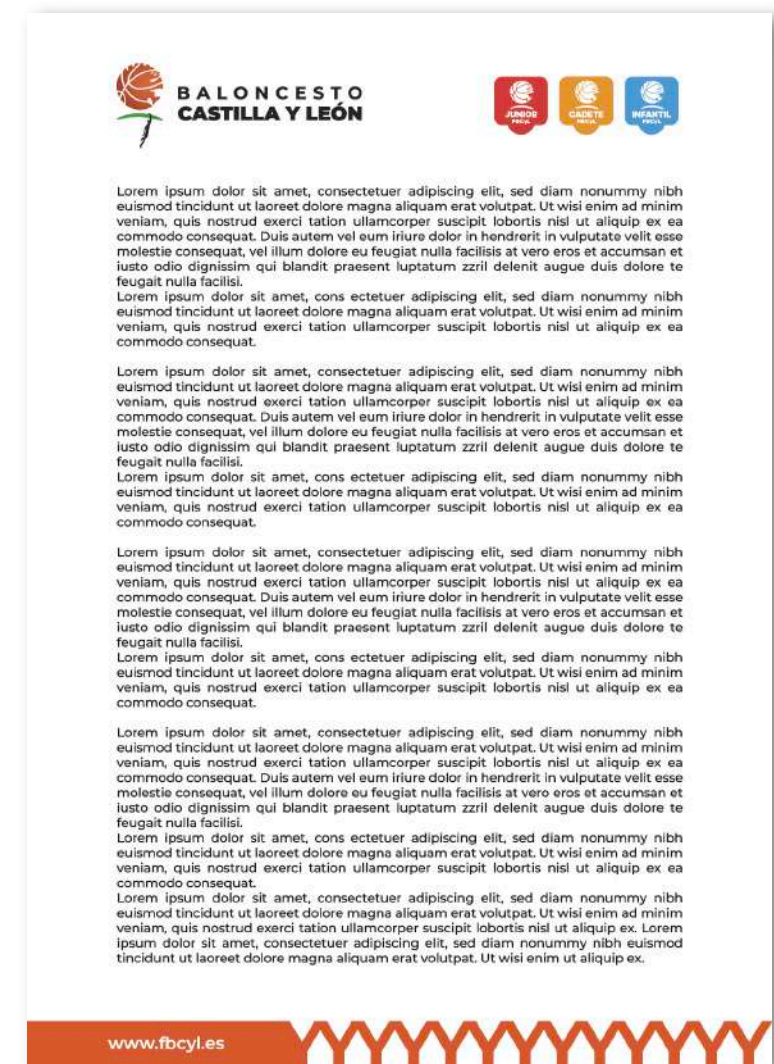 BALONCESTO
CASTILLA Y LEÓN
JUNIOR
FBCyL
CADETE
FBCyL
INFANTIL
FBCyL
Lorem ipsum dolor sit amet, consectetuer adipiscing elit, sed diam nonummy nibh
euismod tincidunt ut laoreet dolore magna aliquam erat volutpat. Ut wisi enim ad minim
veniam, quis nostrud exerci tation ullamcorper suscipit lobortis nisl ut aliquip ex ea
commodo consequat. Duis autem vel eum iriure dolor in hendrerit in vulputate velit esse
molestie consequat, vel illum dolore eu feugiat nulla facilisis at vero eros et accumsan et
iusto odio dignissim qui blandit praesent luptatum zzril delenit augue duis dolore te
feugait nulla facilisi.
Lorem ipsum dolor sit amet, cons ectetuer adipiscing elit, sed diam nonummy nibh
euismod tincidunt ut laoreet dolore magna aliquam erat volutpat. Ut wisi enim ad minim
veniam, quis nostrud exerci tation ullamcorper suscipit lobortis nisl ut aliquip ex ea
commodo consequat.
Lorem ipsum dolor sit amet, consectetuer adipiscing elit, sed diam nonummy nibh
euismod tincidunt ut laoreet dolore magna aliquam erat volutpat. Ut wisi enim ad minim
veniam, quis nostrud exerci tation ullamcorper suscipit lobortis nisl ut aliquip ex ea
commodo consequat. Duis autem vel eum iriure dolor in hendrerit in vulputate velit esse
molestie consequat, vel illum dolore eu feugiat nulla facilisis at vero eros et accumsan et
iusto odio dignissim qui blandit praesent luptatum zzril delenit augue duis dolore te
feugait nulla facilisi.
Lorem ipsum dolor sit amet, cons ectetuer adipiscing elit, sed diam nonummy nibh
euismod tincidunt ut laoreet dolore magna aliquam erat volutpat. Ut wisi enim ad minim
veniam, quis nostrud exerci tation ullamcorper suscipit lobortis nisl ut aliquip ex ea
commodo consequat.
Lorem ipsum dolor sit amet, consectetuer adipiscing elit, sed diam nonummy nibh
euismod tincidunt ut laoreet dolore magna aliquam erat volutpat. Ut wisi enim ad minim
veniam, quis nostrud exerci tation ullamcorper suscipit lobortis nisl ut aliquip ex ea
commodo consequat. Duis autem vel eum iriure dolor in hendrerit in vulputate velit esse
molestie consequat, vel illum dolore eu feugiat nulla facilisis at vero eros et accumsan et
iusto odio dignissim qui blandit praesent luptatum zzril delenit augue duis dolore te
feugait nulla facilisi.
Lorem ipsum dolor sit amet, cons ectetuer adipiscing elit, sed diam nonummy nibh
euismod tincidunt ut laoreet dolore magna aliquam erat volutpat. Ut wisi enim ad minim
veniam, quis nostrud exerci tation ullamcorper suscipit lobortis nisl ut aliquip ex ea
commodo consequat.
Lorem ipsum dolor sit amet, consectetuer adipiscing elit, sed diam nonummy nibh
euismod tincidunt ut laoreet dolore magna aliquam erat volutpat. Ut wisi enim ad minim
veniam, quis nostrud exerci tation ullamcorper suscipit lobortis nisl ut aliquip ex ea
commodo consequat. Duis autem vel eum iriure dolor in hendrerit in vulputate velit esse
molestie consequat, vel illum dolore eu feugiat nulla facilisis at vero eros et accumsan et
iusto odio dignissim qui blandit praesent luptatum zzril delenit augue duis dolore te
feugait nulla facilisi.
Lorem ipsum dolor sit amet, cons ectetuer adipiscing elit, sed diam nonummy nibh
euismod tincidunt ut laoreet dolore magna aliquam erat volutpat. Ut wisi enim ad minim
veniam, quis nostrud exerci tation ullamcorper suscipit lobortis nisl ut aliquip ex ea
commodo consequat.
Lorem ipsum dolor sit amet, consectetuer adipiscing elit, sed diam nonummy nibh
euismod tincidunt ut laoreet dolore magna aliquam erat volutpat. Ut wisi enim ad minim
veniam, quis nostrud exerci tation ullamcorper suscipit lobortis nisl ut aliquip ex. Lorem
ipsum dolor sit amet, consectetuer adipiscing elit, sed diam nonummy nibh euismod
tincidunt ut laoreet dolore magna aliquam erat volutpat. Ut wisi enim ut aliquip ex.
www.fbcyl.es